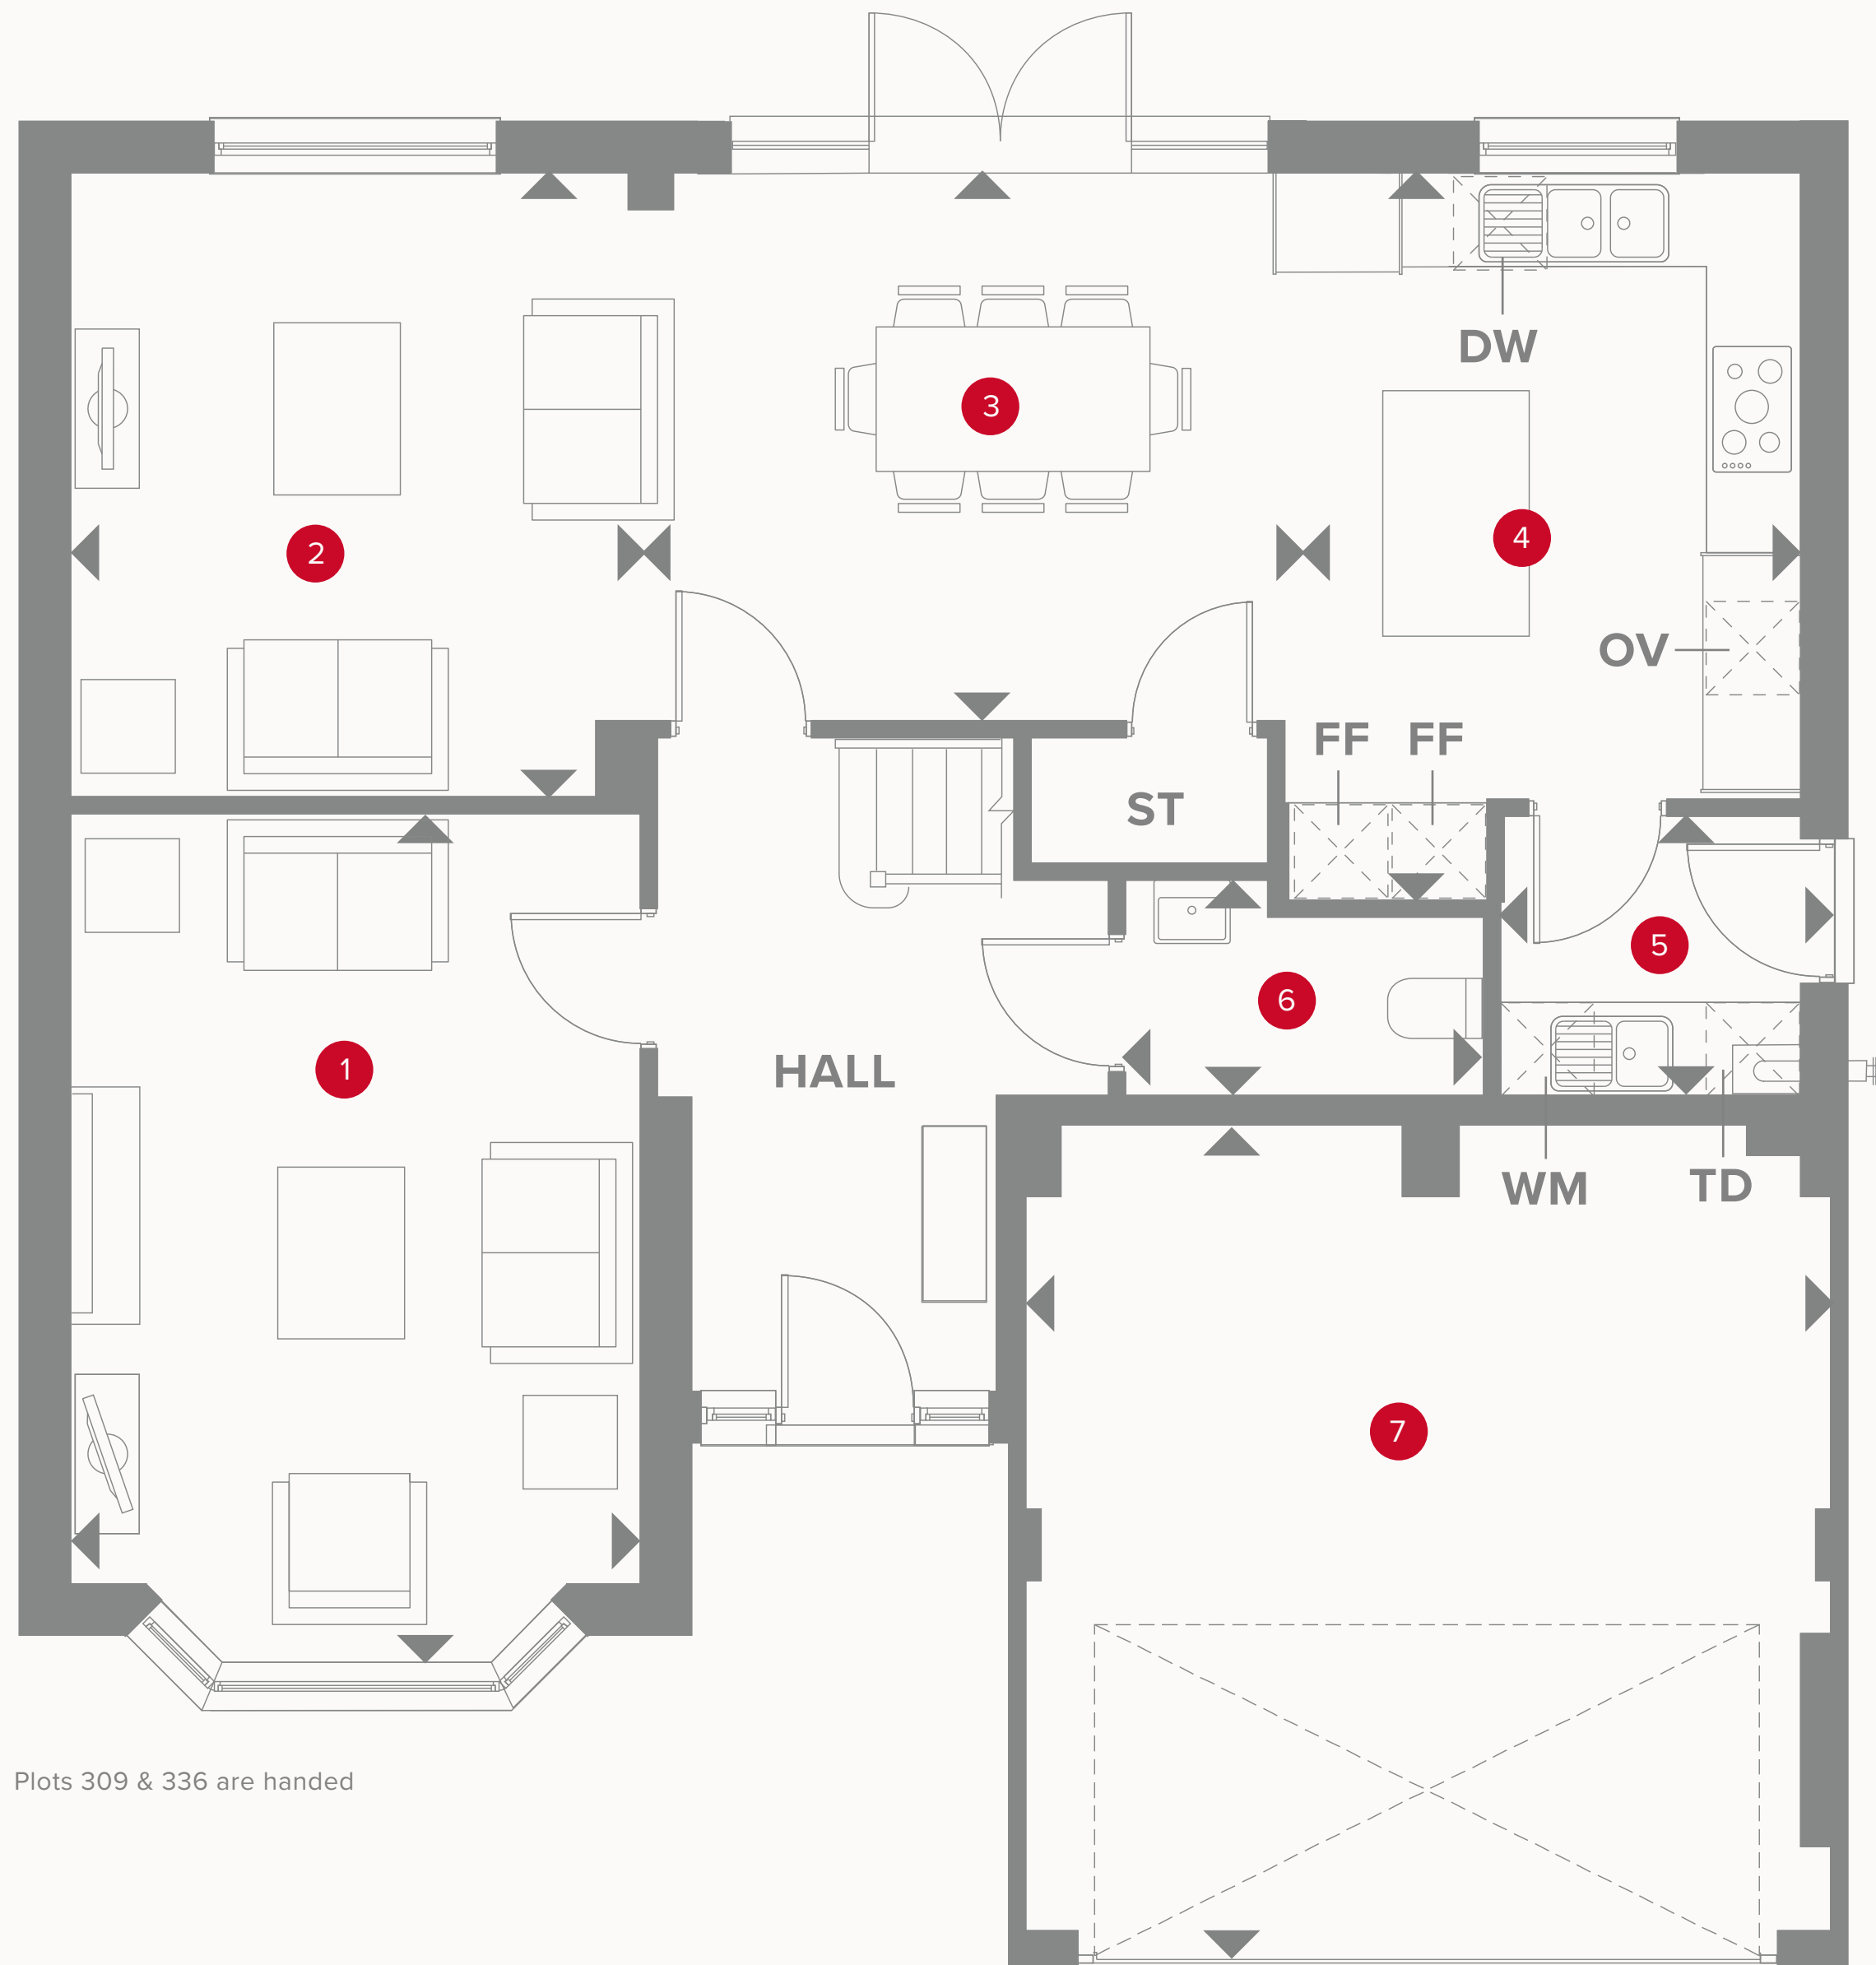 DW
3
4
2
OV
FF FF
ST
5
6
1
HALL
WM
TD
7
Plots 309 & 336 are handed